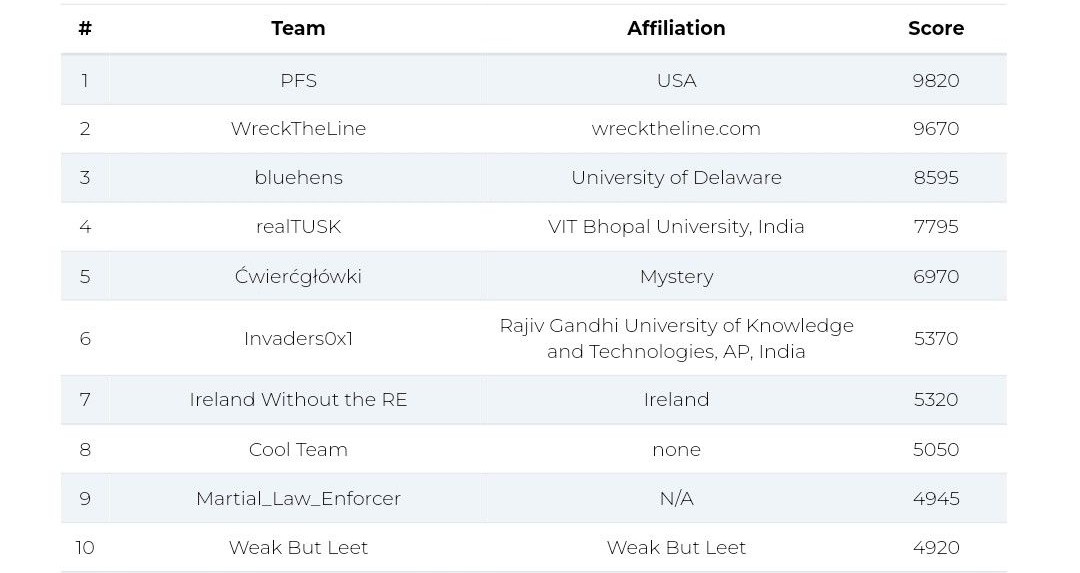 # Team Affiliation Score
1 PFS USA 9820
2 WreckTheLine wrecktheline.com 9670
3 bluehens University of Delaware 8595
4 realTUSK VIT Bhopal University, India 7795
5 Ćwierćgłówki Mystery 6970
6 Invaders0x1 Rajiv Gandhi University of Knowledge
and Technologies, AP, India 5370
7 Ireland Without the RE Ireland 5320
8 Cool Team none 5050
9 Martial_Law_Enforcer N/A 4945
10 Weak But Leet Weak But Leet 4920